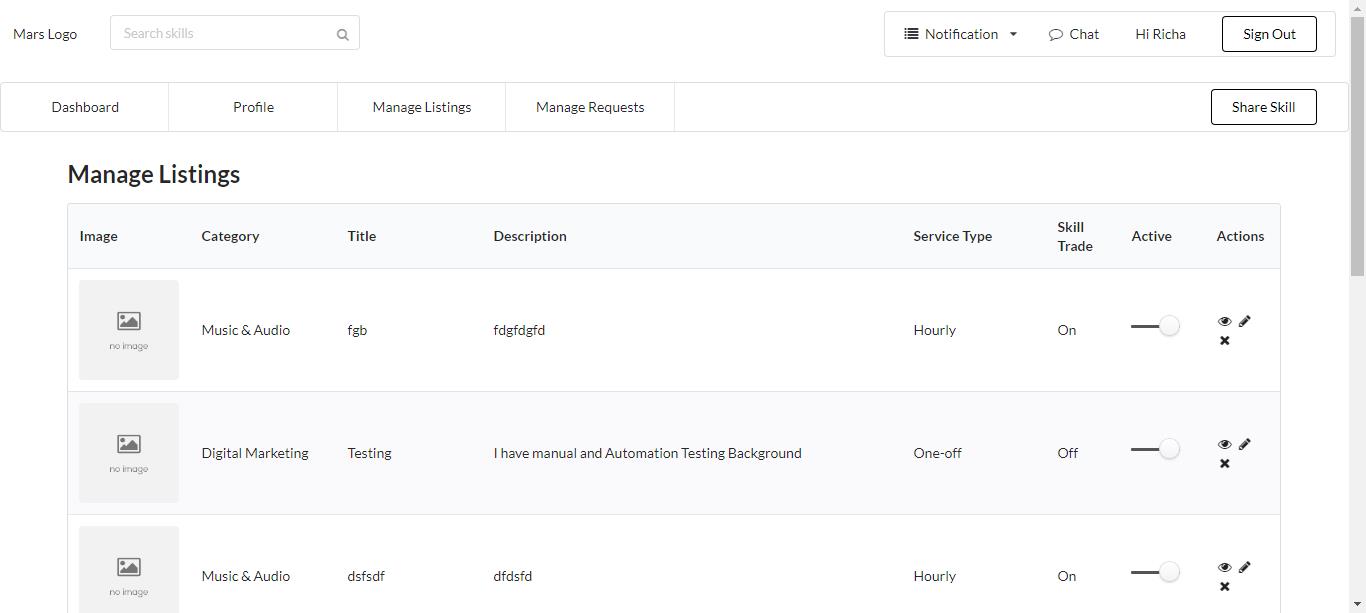 Mars Logo Search skills Notification Chat Hi Richa Sign Out
Dashboard Profile Manage Listings Manage Requests Share Skill
Manage Listings
Image Category Title Description Service Type Skill Trade Active Actions
no image Music & Audio fgb fdgfdgfd Hourly On
no image Digital Marketing Testing I have manual and Automation Testing Background One-off Off
no image Music & Audio dsfsdf dfdsfd Hourly On